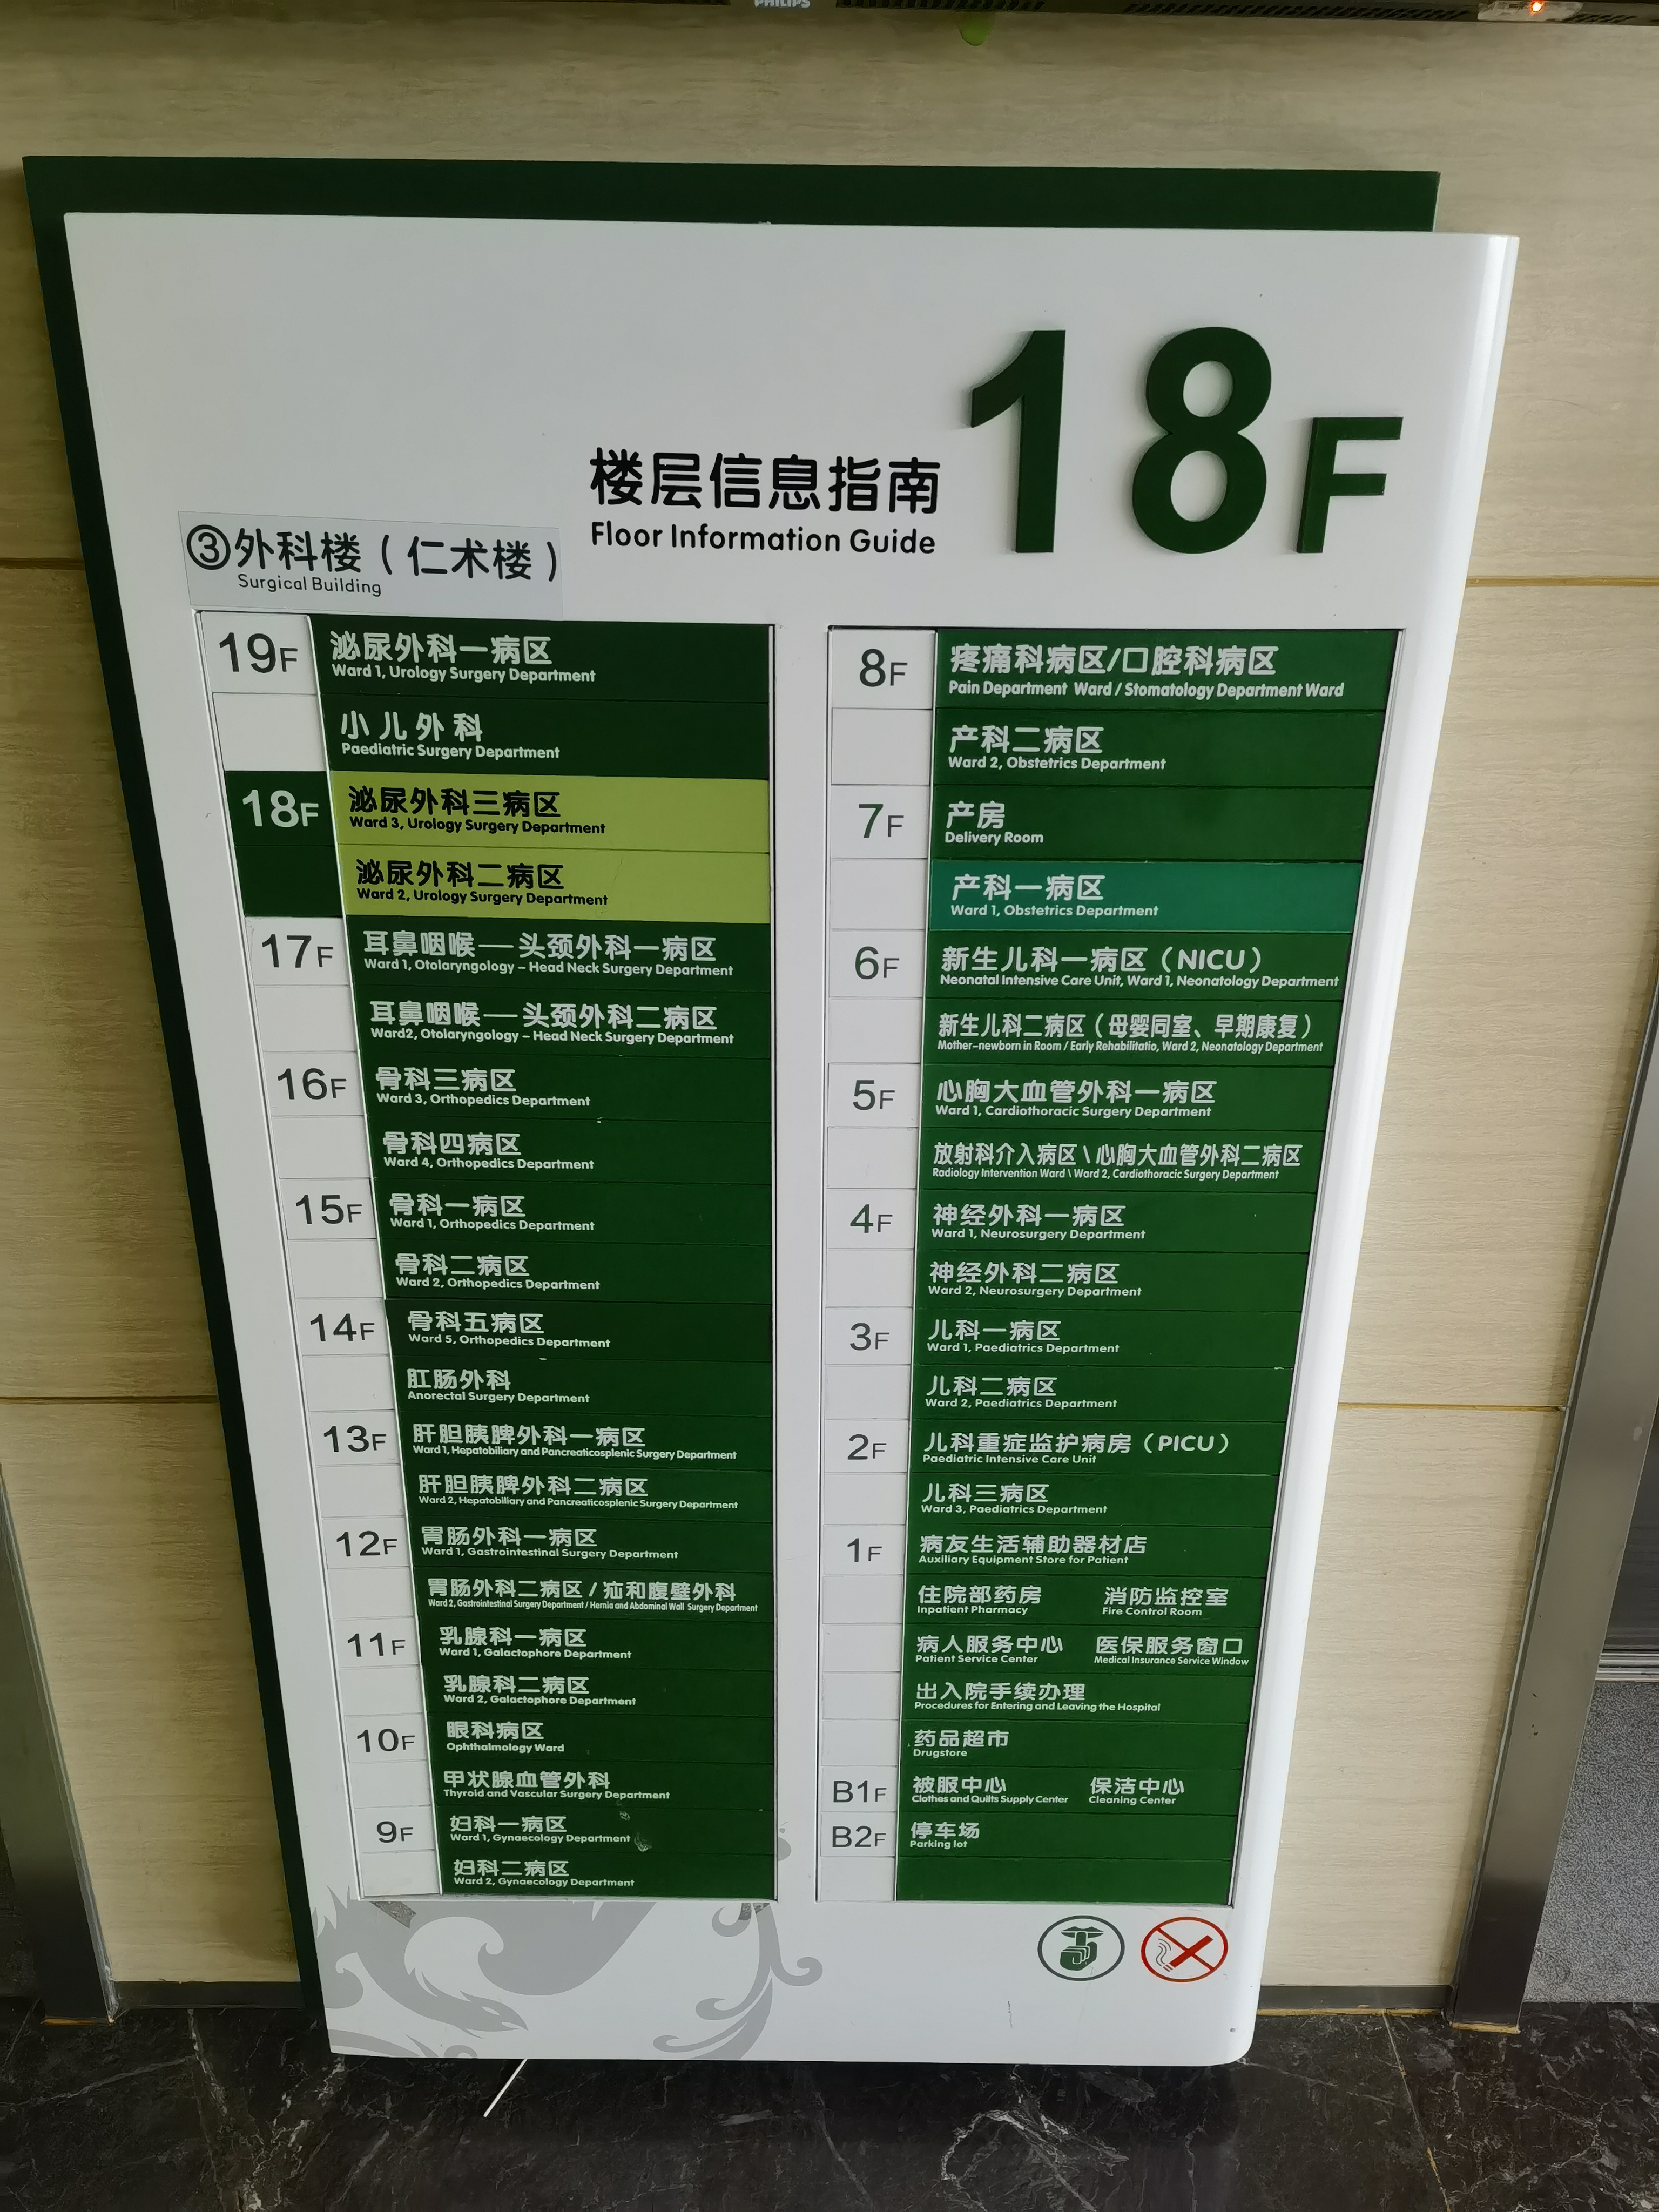 PHILIPS
18F
楼层信息指南
Floor Information Guide
③外科楼（仁术楼）
Surgical Building
19F
泌尿外科一病区
Ward 1, Urology Surgery Department
小儿外科
Paediatric Surgery Department
18F
泌尿外科三病区
Ward 3, Urology Surgery Department
泌尿外科二病区
Ward 2, Urology Surgery Department
17F
耳鼻咽喉——头颈外科一病区
Ward 1, Otolaryngology – Head Neck Surgery Department
耳鼻咽喉——头颈外科二病区
Ward2, Otolaryngology – Head Neck Surgery Department
16F
骨科三病区
Ward 3, Orthopedics Department
骨科四病区
Ward 4, Orthopedics Department
15F
骨科一病区
Ward 1, Orthopedics Department
骨科二病区
Ward 2, Orthopedics Department
14F
骨科五病区
Ward 5, Orthopedics Department
肛肠外科
Anorectal Surgery Department
13F
肝胆胰脾外科一病区
Ward 1, Hepatobiliary and Pancreaticosplenic Surgery Department
肝胆胰脾外科二病区
Ward 2, Hepatobiliary and Pancreaticosplenic Surgery Department
12F
胃肠外科一病区
Ward 1, Gastrointestinal Surgery Department
胃肠外科二病区 / 疝和腹壁外科
Ward 2, Gastrointestinal Surgery Department / Hernia and Abdominal Wall Surgery Department
11F
乳腺科一病区
Ward 1, Galactophore Department
乳腺科二病区
Ward 2, Galactophore Department
10F
眼科病区
Ophthalmology Ward
甲状腺血管外科
Thyroid and Vascular Surgery Department
9F
妇科一病区
Ward 1, Gynaecology Department
妇科二病区
Ward 2, Gynaecology Department
8F
疼痛科病区/口腔科病区
Pain Department Ward / Stomatology Department Ward
产科二病区
Ward 2, Obstetrics Department
7F
产房
Delivery Room
产科一病区
Ward 1, Obstetrics Department
6F
新生儿科一病区（NICU）
Neonatal Intensive Care Unit, Ward 1, Neonatology Department
新生儿科二病区（母婴同室、早期康复）
Mother-newborn in Room / Early Rehabilitatio, Ward 2, Neonatology Department
5F
心胸大血管外科一病区
Ward 1, Cardiothoracic Surgery Department
放射科介入病区 \ 心胸大血管外科二病区
Radiology Intervention Ward \ Ward 2, Cardiothoracic Surgery Department
4F
神经外科一病区
Ward 1, Neurosurgery Department
神经外科二病区
Ward 2, Neurosurgery Department
3F
儿科一病区
Ward 1, Paediatrics Department
儿科二病区
Ward 2, Paediatrics Department
2F
儿科重症监护病房（PICU）
Paediatric Intensive Care Unit
儿科三病区
Ward 3, Paediatrics Department
1F
病友生活辅助器材店
Auxiliary Equipment Store for Patient
住院部药房 消防监控室
Inpatient Pharmacy Fire Control Room
病人服务中心 医保服务窗口
Patient Service Center Medical Insurance Service Window
出入院手续办理
Procedures for Entering and Leaving the Hospital
药品超市
Drugstore
B1F
被服中心 保洁中心
Clothes and Quilts Supply Center Cleaning Center
B2F
停车场
Parking lot